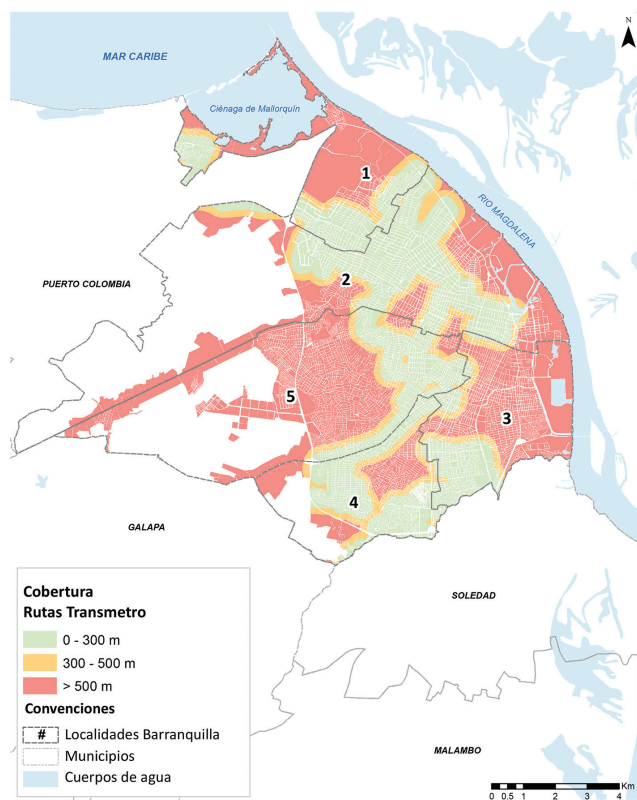 N
MAR CARIBE
Ciénaga de Mallorquín
1
RIO MAGDALENA
PUERTO COLOMBIA
2
5
3
4
GALAPA
SOLEDAD
MALAMBO
Cobertura
Rutas Transmetro
0 - 300 m
300 - 500 m
> 500 m
Convenciones
# Localidades Barranquilla
Municipios
Cuerpos de agua
Km
0 0.5 1 2 3 4